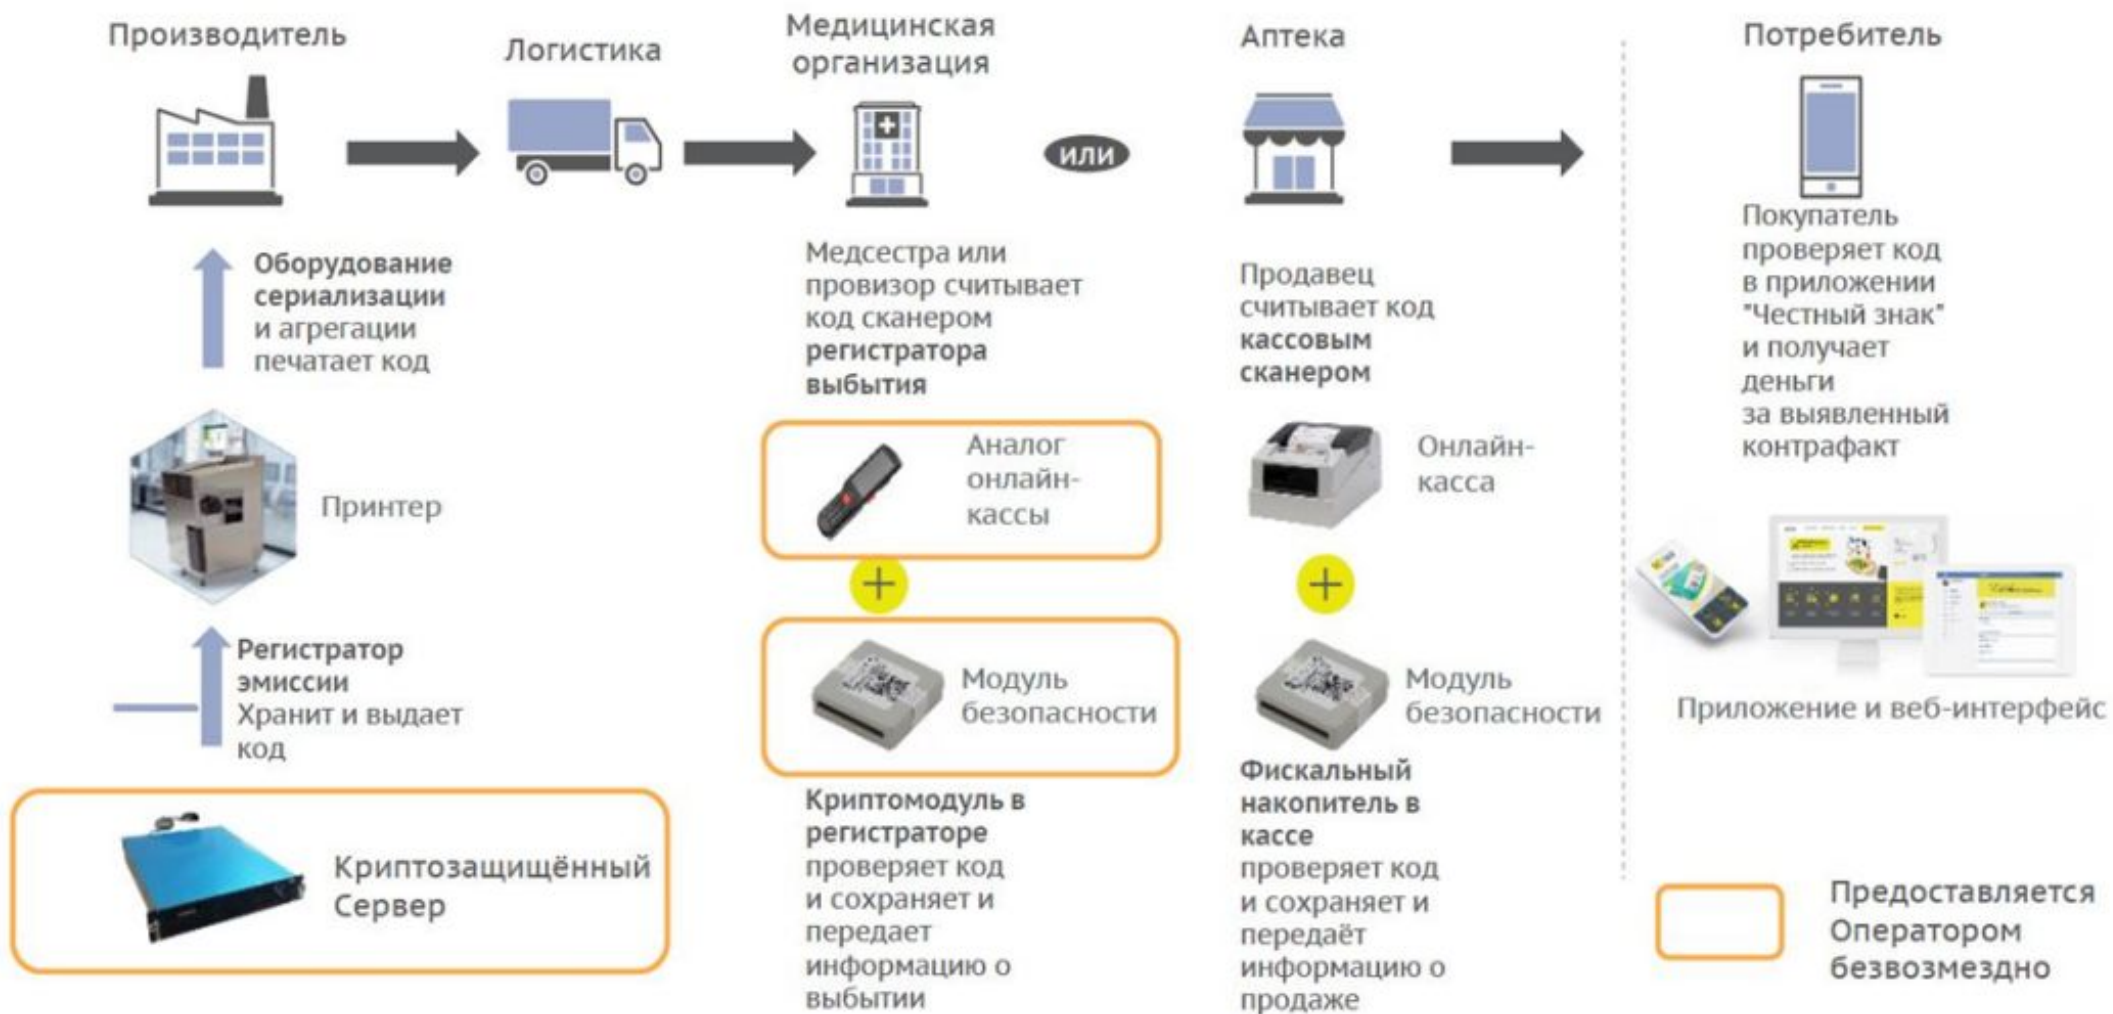 Производитель
Логистика
Медицинская
организация
или
Аптека
Потребитель
Оборудование
сериализации
и агрегации
печатает код
Принтер
Регистратор
эмиссии
Хранит и выдает
код
Криптозащищённый
Сервер
Медсестра или
провизор считывает
код сканером
регистратора
выбытия
Аналог
онлайн-
кассы
+
Модуль
безопасности
Криптомодуль в
регистраторе
проверяет код
и сохраняет и
передает
информацию о
выбытии
Продавец
считывает код
кассовым
сканером
Онлайн-
касса
+
Модуль
безопасности
Фискальный
накопитель в
кассе
проверяет код
и сохраняет и
передаёт
информацию о
продаже
Покупатель
проверяет код
в приложении
"Честный знак"
и получает
деньги
за выявленный
контрафакт
Приложение и веб-интерфейс
Предоставляется
Оператором
безвозмездно